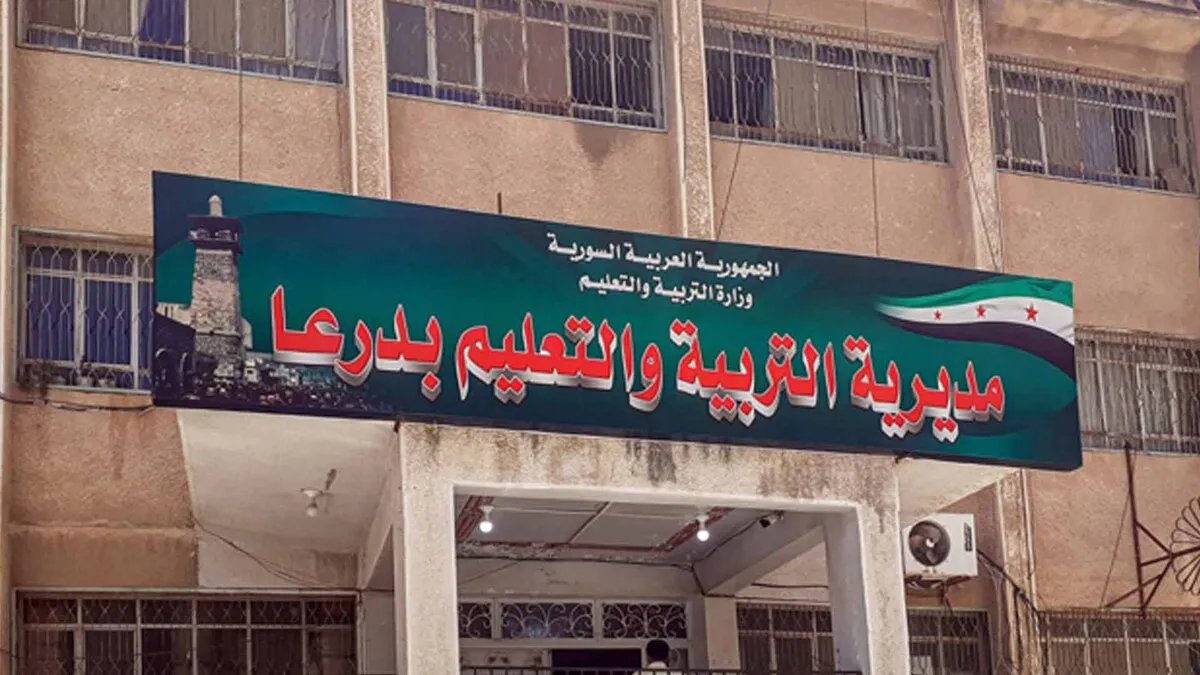 الجمهورية العربية السورية
وزارة التربية والتعليم
مديرية التربية والتعليم بدرعا